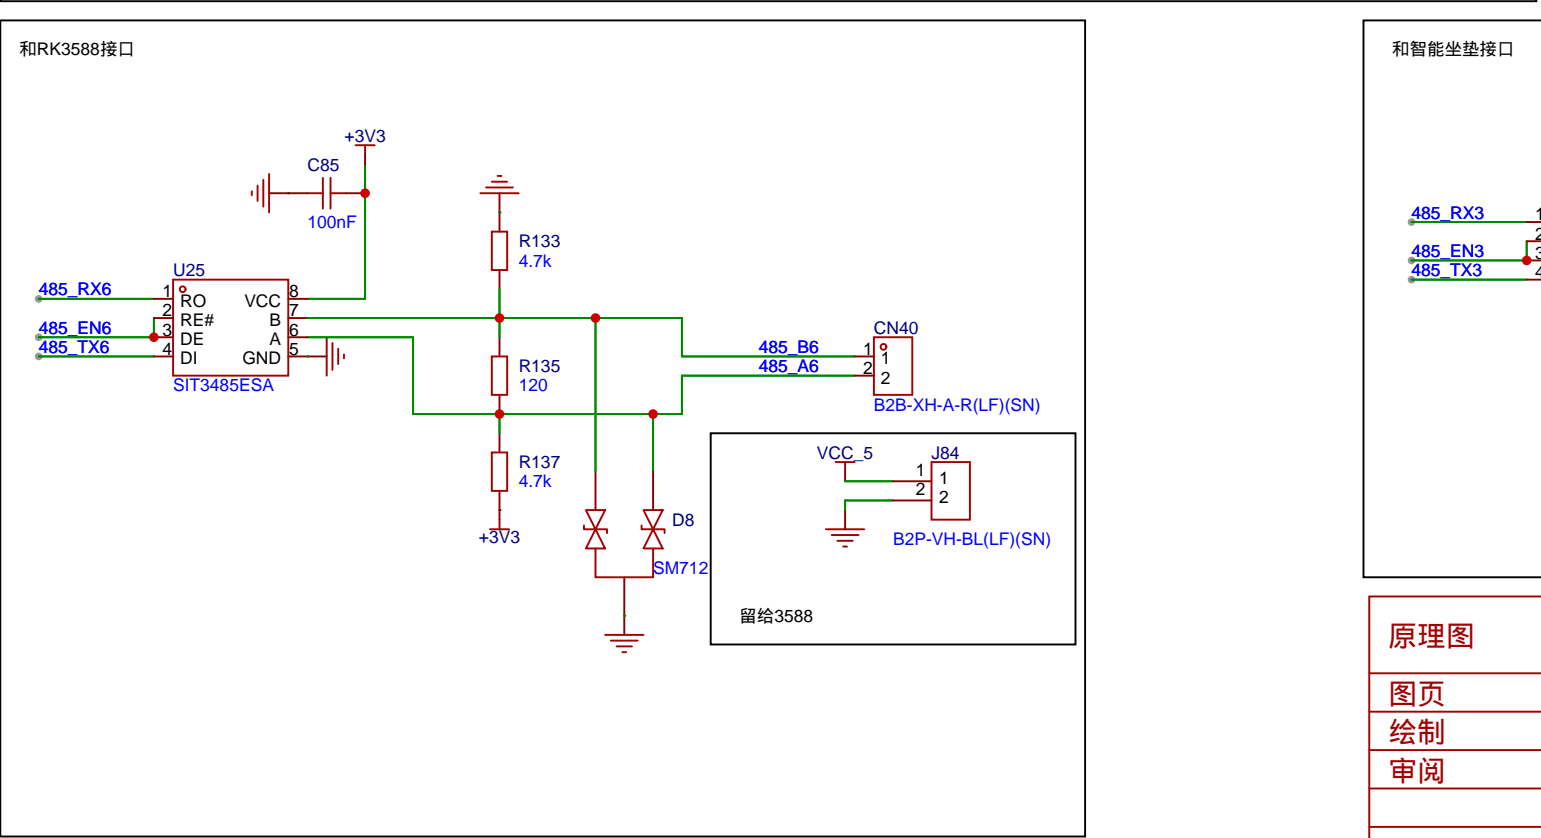 和RK3588接口
+3V3
C85
100nF
R133
4.7k
U25
485_RX6
485_EN6
485_TX6
1
2
3
4
RO
RE#
DE
DI
VCC
B
A
GND
8
7
6
5
SIT3485ESA
R135
120
R137
4.7k
+3V3
D8
SM712
485_B6
485_A6
CN40
1
2
1
2
B2B-XH-A-R(LF)(SN)
VCC_5
J84
1
2
1
2
B2P-VH-BL(LF)(SN)
留给3588
和智能坐垫接口
485_RX3
485_EN3
485_TX3
1
2
3
4
原理图
图页
绘制
审阅